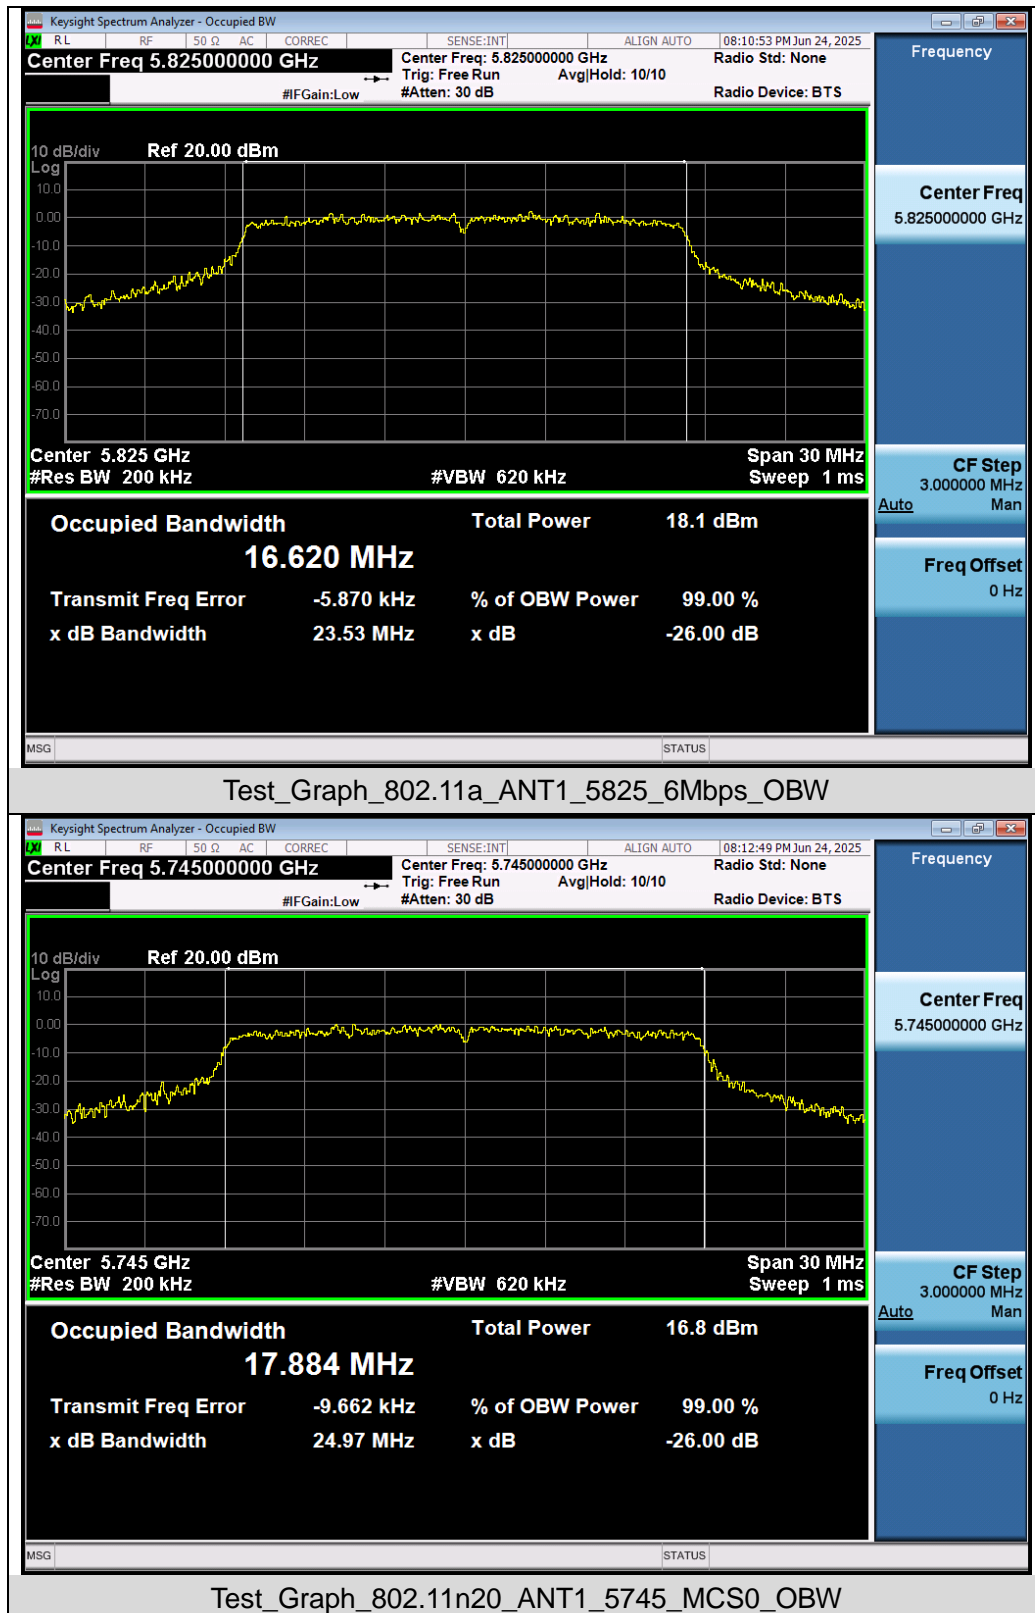 Keysight Spectrum Analyzer - Occupied BW
LXI RL RF 50 Ω AC CORREC SENSE:INT ALIGN AUTO 08:10:53 PM Jun 24, 2025
Center Freq 5.825000000 GHz
Center Freq: 5.825000000 GHz
Radio Std: None
Trig: Free Run Avg|Hold: 10/10
#IFGain:Low #Atten: 30 dB Radio Device: BTS
Frequency
10 dB/div Ref 20.00 dBm
Log
10.0
0.00
-10.0
-20.0
-30.0
-40.0
-50.0
-60.0
-70.0
Center 5.825 GHz Span 30 MHz
#Res BW 200 kHz #VBW 620 kHz Sweep 1 ms
Center Freq
5.825000000 GHz
CF Step
3.000000 MHz
Auto Man
Freq Offset
0 Hz
Occupied Bandwidth Total Power 18.1 dBm
16.620 MHz
Transmit Freq Error -5.870 kHz % of OBW Power 99.00 %
x dB Bandwidth 23.53 MHz x dB -26.00 dB
MSG STATUS
Test_Graph_802.11a_ANT1_5825_6Mbps_OBW
Keysight Spectrum Analyzer - Occupied BW
LXI RL RF 50 Ω AC CORREC SENSE:INT ALIGN AUTO 08:12:49 PM Jun 24, 2025
Center Freq 5.745000000 GHz
Center Freq: 5.745000000 GHz
Radio Std: None
Trig: Free Run Avg|Hold: 10/10
#IFGain:Low #Atten: 30 dB Radio Device: BTS
Frequency
10 dB/div Ref 20.00 dBm
Log
10.0
0.00
-10.0
-20.0
-30.0
-40.0
-50.0
-60.0
-70.0
Center 5.745 GHz Span 30 MHz
#Res BW 200 kHz #VBW 620 kHz Sweep 1 ms
Center Freq
5.745000000 GHz
CF Step
3.000000 MHz
Auto Man
Freq Offset
0 Hz
Occupied Bandwidth Total Power 16.8 dBm
17.884 MHz
Transmit Freq Error -9.662 kHz % of OBW Power 99.00 %
x dB Bandwidth 24.97 MHz x dB -26.00 dB
MSG STATUS
Test_Graph_802.11n20_ANT1_5745_MCS0_OBW